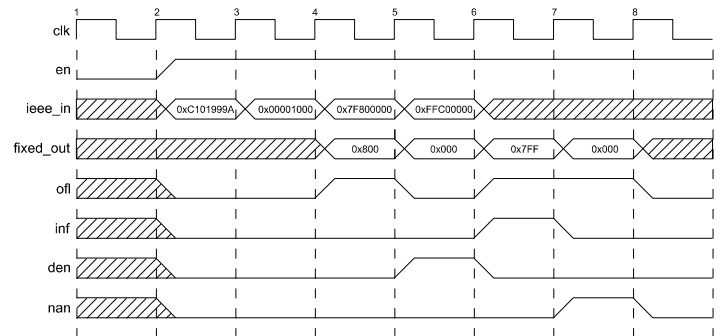 1 2 3 4 5 6 7 8
clk
en
ieee_in 0xC101999A 0x00001000 0x7F800000 0xFFC00000
fixed_out 0x800 0x000 0x7FF 0x000
ofl
inf
den
nan